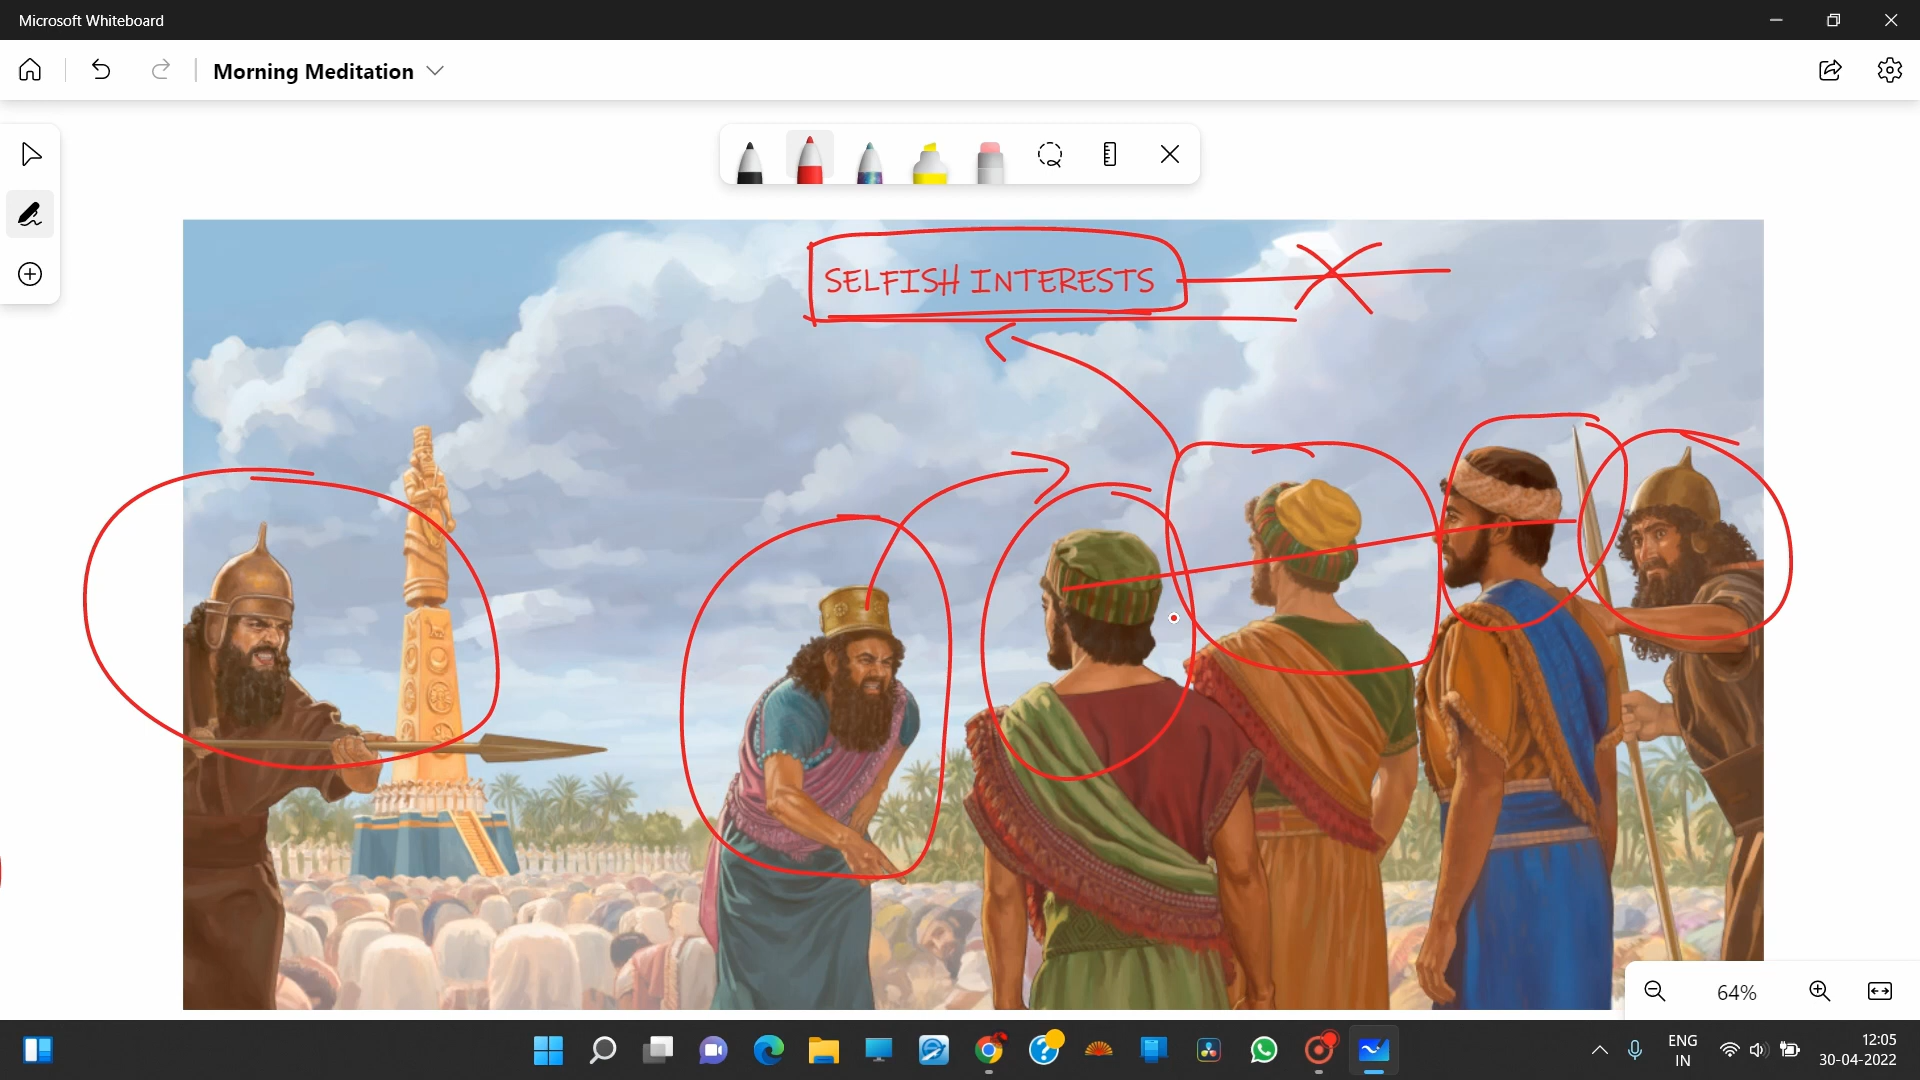 Microsoft Whiteboard
Morning Meditation
SELFISH INTERESTS
64%
ENG
IN
12:05
30-04-2022